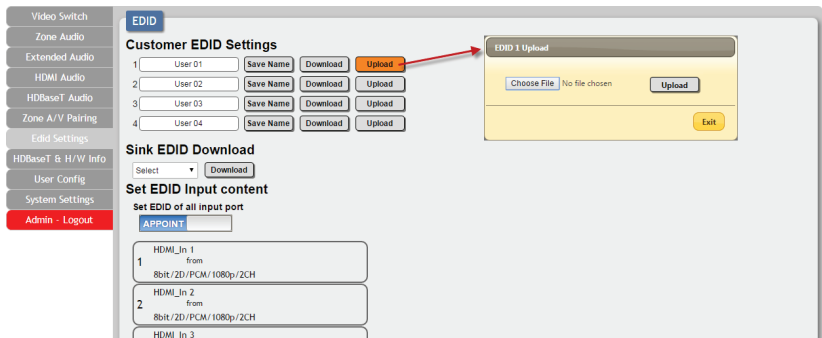 Video Switch
Zone Audio
Extended Audio
HDMI Audio
HDBaseT Audio
Zone A/V Pairing
Edid Settings
HDBaseT & H/W Info
User Config
System Settings
Admin - Logout
EDID
Customer EDID Settings
1 User 01 Save Name Download Upload
2 User 02 Save Name Download Upload
3 User 03 Save Name Download Upload
4 User 04 Save Name Download Upload
Sink EDID Download
Select Download
Set EDID Input content
Set EDID of all input port
APPOINT
HDMI_In 1
1 from
8bit/2D/PCM/1080p/2CH
HDMI_In 2
2 from
8bit/2D/PCM/1080p/2CH
HDMI_In 3
EDID 1 Upload
Choose File No file chosen Upload
Exit